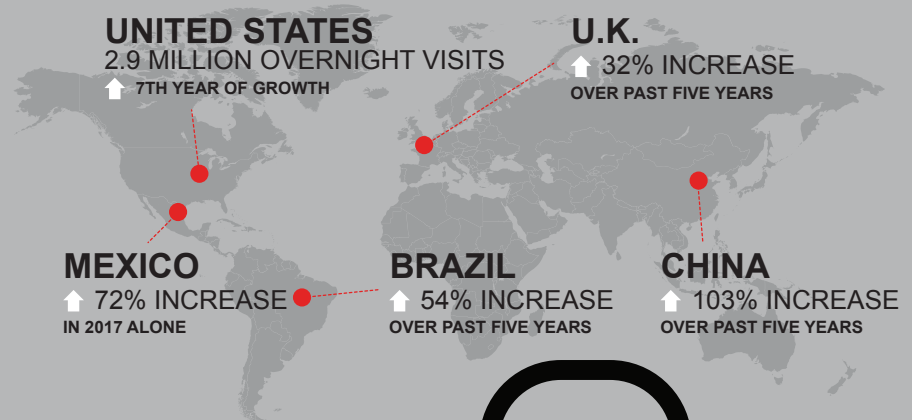 UNITED STATES
2.9 MILLION OVERNIGHT VISITS
7TH YEAR OF GROWTH
U.K.
32% INCREASE
OVER PAST FIVE YEARS
MEXICO
72% INCREASE
IN 2017 ALONE
BRAZIL
54% INCREASE
OVER PAST FIVE YEARS
CHINA
103% INCREASE
OVER PAST FIVE YEARS